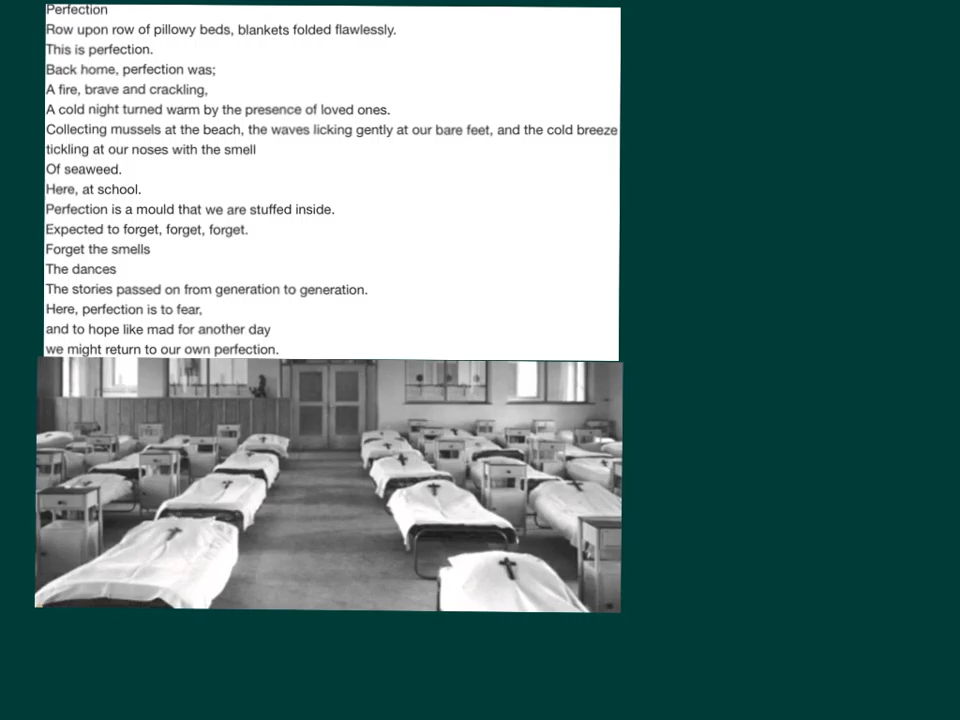 Perfection
Row upon row of pillowy beds, blankets folded flawlessly.
This is perfection.
Back home, perfection was;
A fire, brave and crackling,
A cold night turned warm by the presence of loved ones.
Collecting mussels at the beach, the waves licking gently at our bare feet, and the cold breeze
tickling at our noses with the smell
Of seaweed.
Here, at school.
Perfection is a mould that we are stuffed inside.
Expected to forget, forget, forget.
Forget the smells
The dances
The stories passed on from generation to generation.
Here, perfection is to fear,
and to hope like mad for another day
we might return to our own perfection.